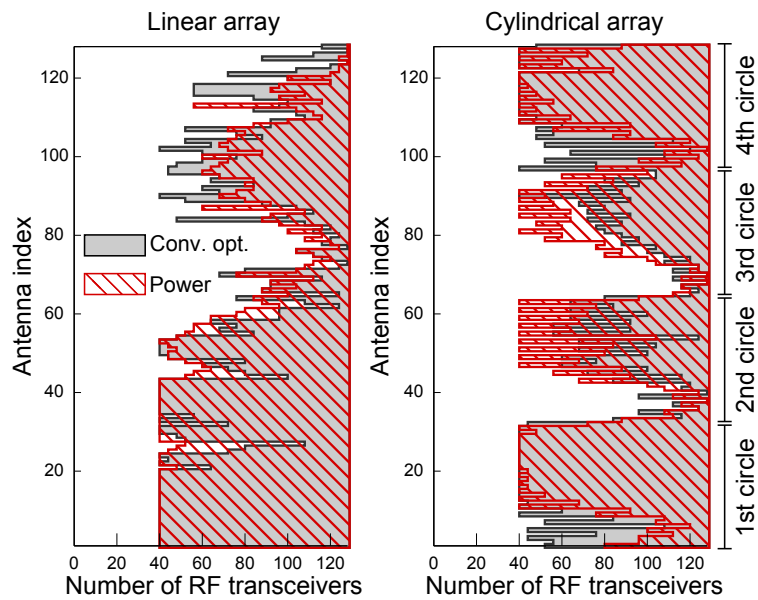 Linear array
Cylindrical array
Antenna index
120
100
80
60
40
20
0
20
40
60
80
100
120
Number of RF transceivers
Conv. opt.
Power
Antenna index
120
100
80
60
40
20
0
20
40
60
80
100
120
Number of RF transceivers
4th circle
3rd circle
2nd circle
1st circle